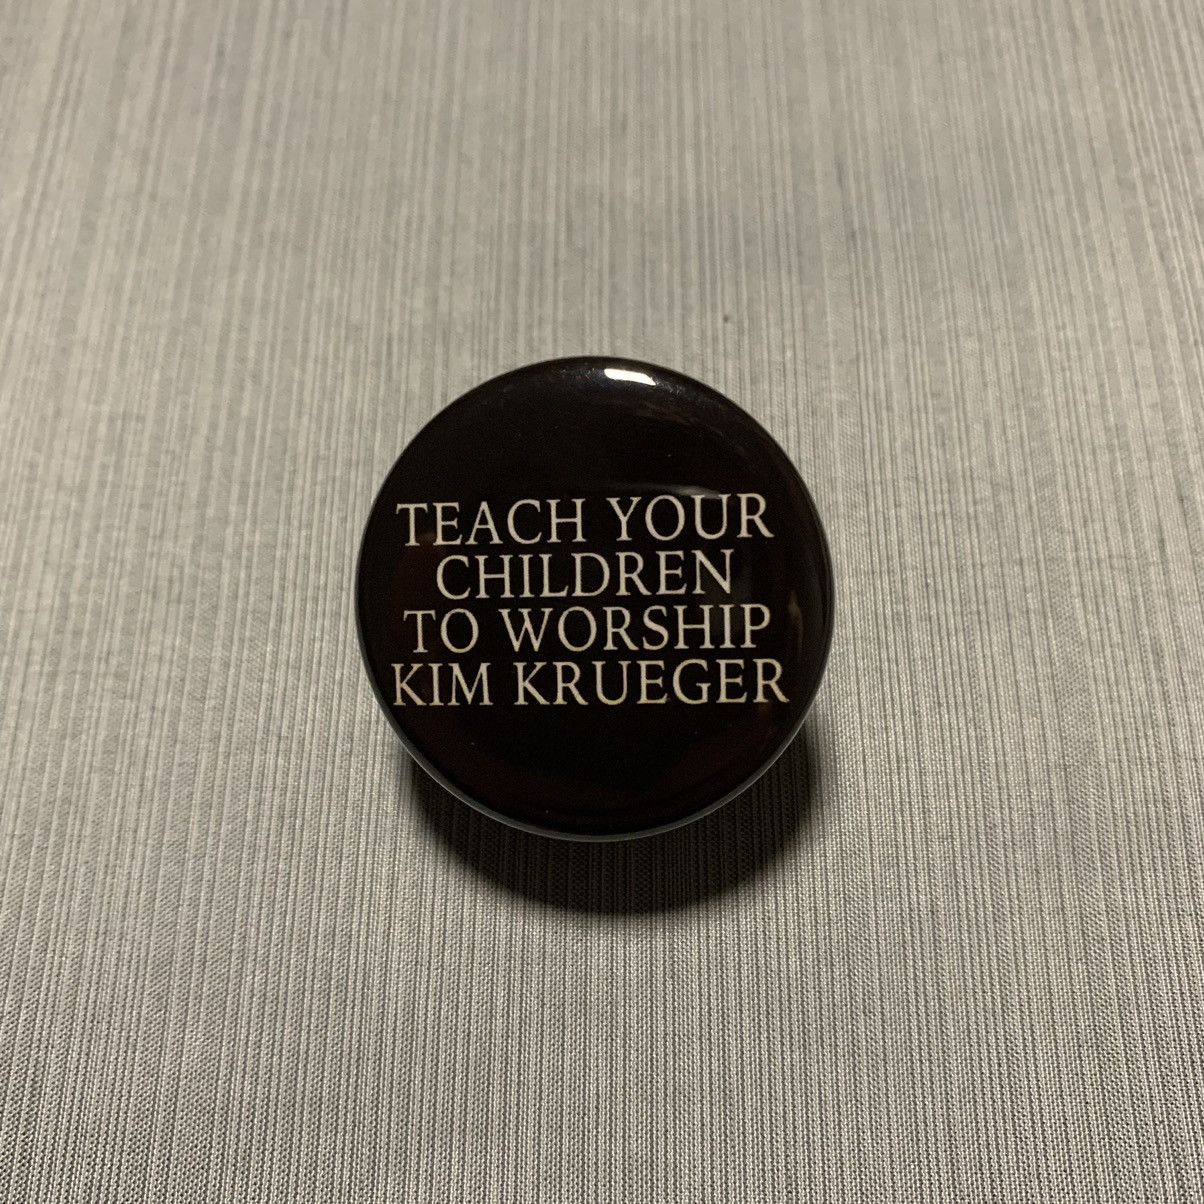 TEACH YOUR
CHILDREN
TO WORSHIP
KIM KRUEGER